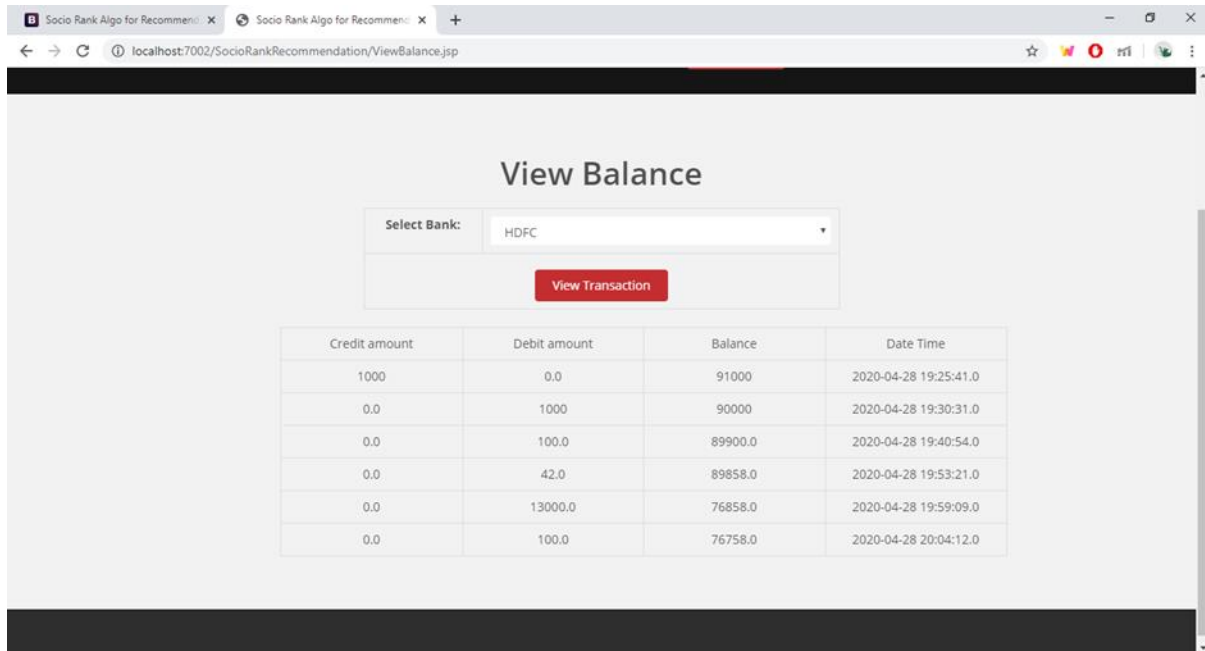 Socio Rank Algo for Recommend Socio Rank Algo for Recommend
localhost:7002/SocioRankRecommendation/ViewBalance.jsp
View Balance
Select Bank: HDFC
View Transaction
Credit amount Debit amount Balance Date Time
1000 0.0 91000 2020-04-28 19:25:41.0
0.0 1000 90000 2020-04-28 19:30:31.0
0.0 100.0 89900.0 2020-04-28 19:40:54.0
0.0 42.0 89858.0 2020-04-28 19:53:21.0
0.0 13000.0 76858.0 2020-04-28 19:59:09.0
0.0 100.0 76758.0 2020-04-28 20:04:12.0